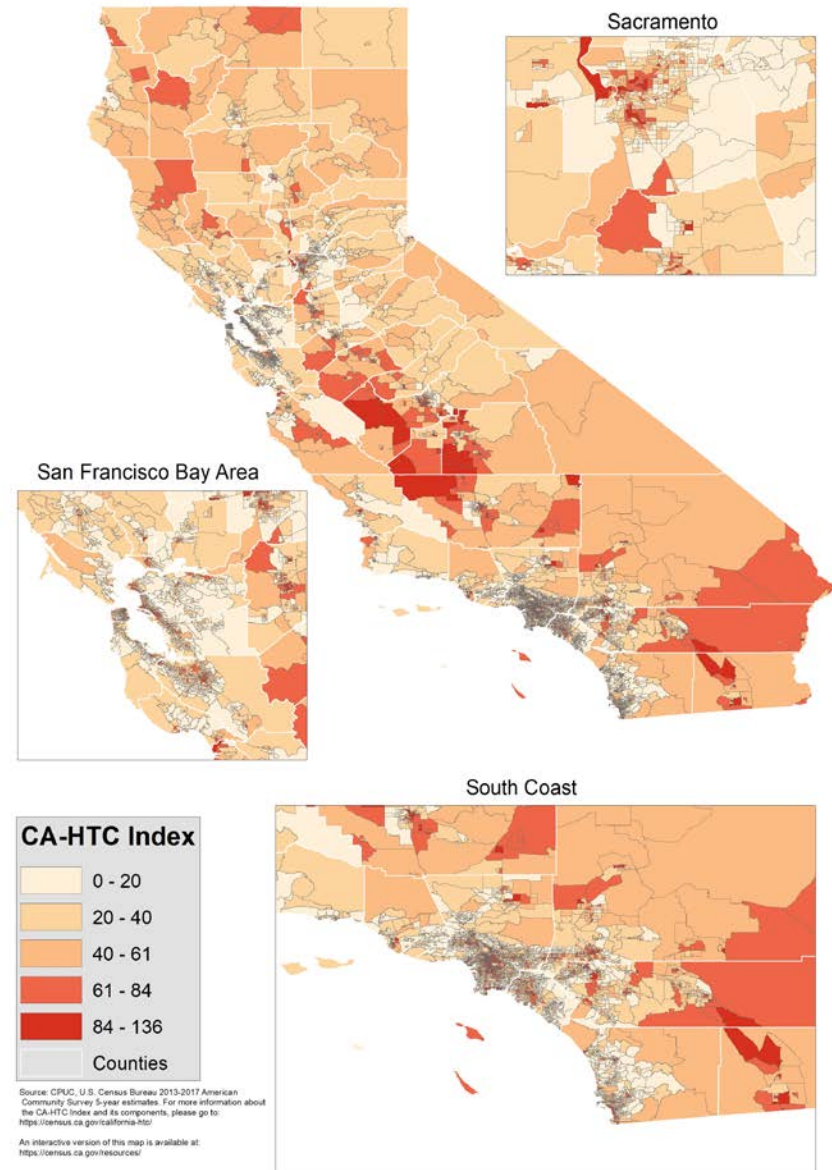 Sacramento
San Francisco Bay Area
South Coast
CA-HTC Index
0 - 20
20 - 40
40 - 61
61 - 84
84 - 136
Counties
Source: CPUC, U.S. Census Bureau 2013-2017 American
Community Survey 5-year estimates. For more information about
the CA-HTC Index and its components, please go to:
https://census.ca.gov/california-htc/
An interactive version of this map is available at:
https://census.ca.gov/resources/